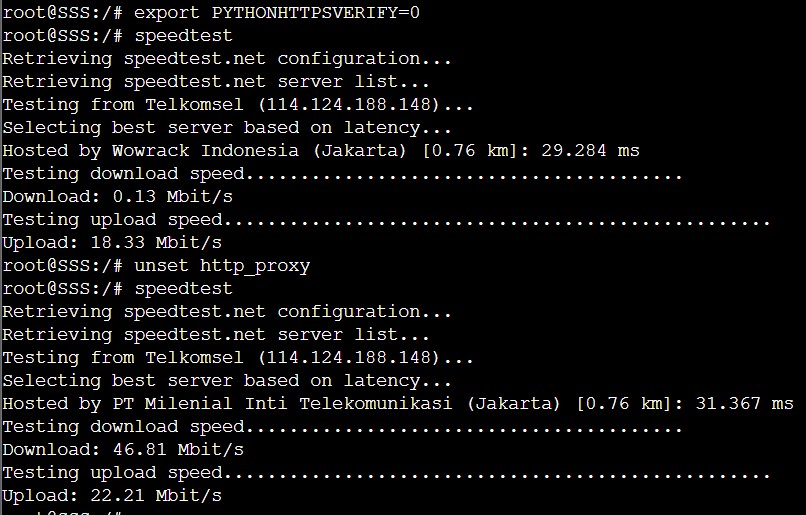 root@SSS:/# export PYTHONHTTPSVERIFY=0
root@SSS:/# speedtest
Retrieving speedtest.net configuration...
Retrieving speedtest.net server list...
Testing from Telkomsel (114.124.188.148)...
Selecting best server based on latency...
Hosted by Wowrack Indonesia (Jakarta) [0.76 km]: 29.284 ms
Testing download speed........................................
Download: 0.13 Mbit/s
Testing upload speed..................................................
Upload: 18.33 Mbit/s
root@SSS:/# unset http_proxy
root@SSS:/# speedtest
Retrieving speedtest.net configuration...
Retrieving speedtest.net server list...
Testing from Telkomsel (114.124.188.148)...
Selecting best server based on latency...
Hosted by PT Milenial Inti Telekomunikasi (Jakarta) [0.76 km]: 31.367 ms
Testing download speed........................................
Download: 46.81 Mbit/s
Testing upload speed..................................................
Upload: 22.21 Mbit/s
root@SSS:/#